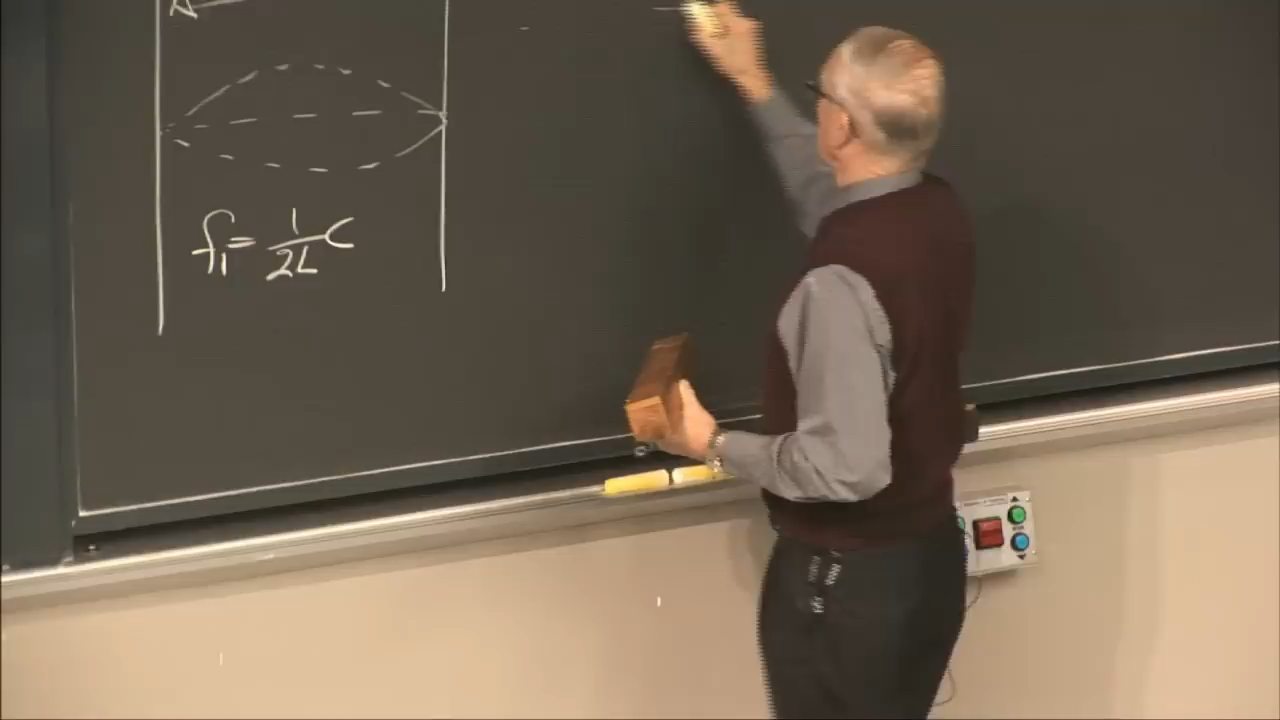 f₁ = 1/2L C